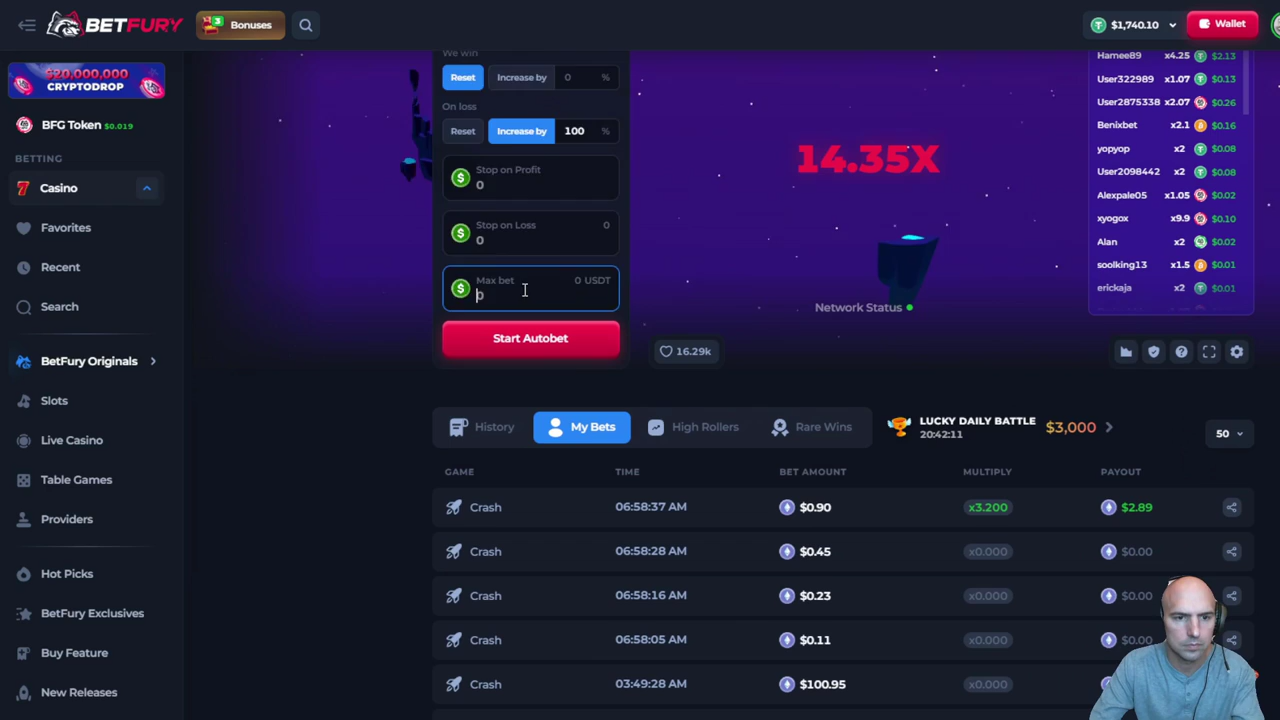 BETFURY
3
Bonuses
$1,740.10
Wallet
$20,000,000
CRYPTODROP
BFG Token $0.019
BETTING
Casino
Favorites
Recent
Search
BetFury Originals
Slots
Live Casino
Table Games
Providers
Hot Picks
BetFury Exclusives
Buy Feature
New Releases
We win
Reset
Increase by
0
%
On loss
Reset
Increase by
100
%
Stop on Profit
0
Stop on Loss
0
0
Max bet
0 USDT
0
Start Autobet
14.35X
Network Status
16.29k
Hamee89 x4.25 $2.13
User322989 x1.07 $0.13
User2875338 x2.07 $0.26
Benixbet x2.1 $0.16
yopyop x2 $0.08
User2098442 x2 $0.08
Alexpale05 x1.05 $0.02
xyogox x9.9 $0.10
Alan x2 $0.02
soolking13 x1.5 $0.01
erickaja x2 $0.01
History
My Bets
High Rollers
Rare Wins
LUCKY DAILY BATTLE
20:42:11
$3,000
50
GAME TIME BET AMOUNT MULTIPLY PAYOUT
Crash 06:58:37 AM $0.90 x3.200 $2.89
Crash 06:58:28 AM $0.45 x0.000 $0.00
Crash 06:58:16 AM $0.23 x0.000 $0.00
Crash 06:58:05 AM $0.11 x0.000 $0.00
Crash 03:49:28 AM $100.95 x0.000